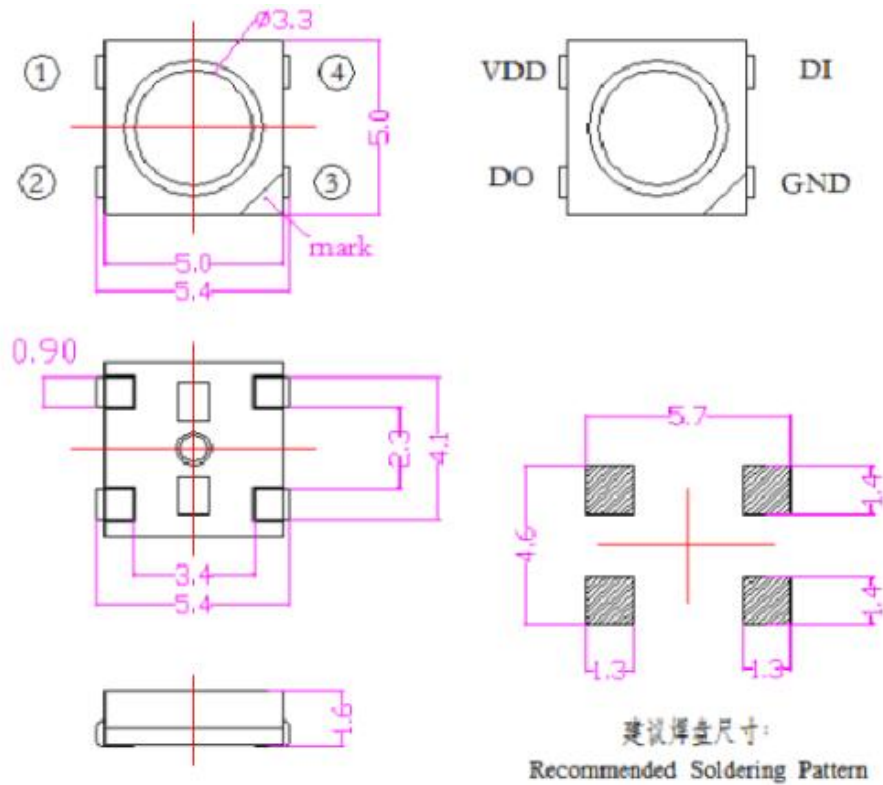 ø3.3
① ④
② ③
5.0
mark
5.0
5.4
VDD DI
DO GND
0.90
2.3
4.1
3.4
5.4
5.7
4.6
1.4
1.4
1.3 1.3
1.6
建议焊盘尺寸:
Recommended Soldering Pattern